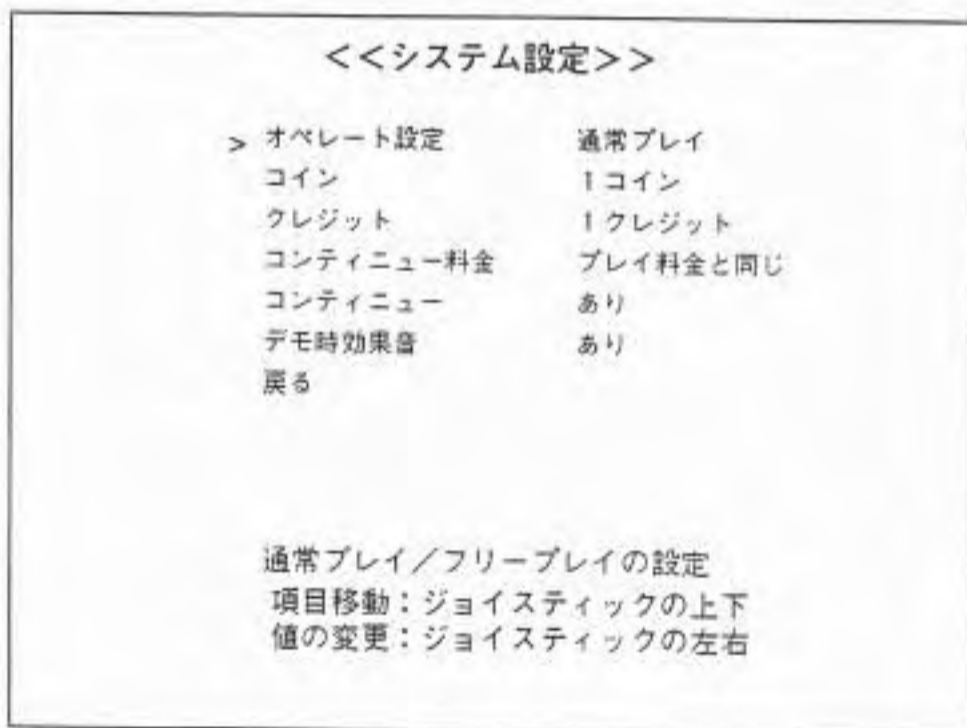 ＜＜システム設定＞＞
> オペレート設定 通常プレイ
コイン 1コイン
クレジット 1クレジット
コンティニュー料金 プレイ料金と同じ
コンティニュー あり
デモ時効果音 あり
戻る
通常プレイ／フリープレイの設定
項目移動：ジョイスティックの上下
値の変更：ジョイスティックの左右